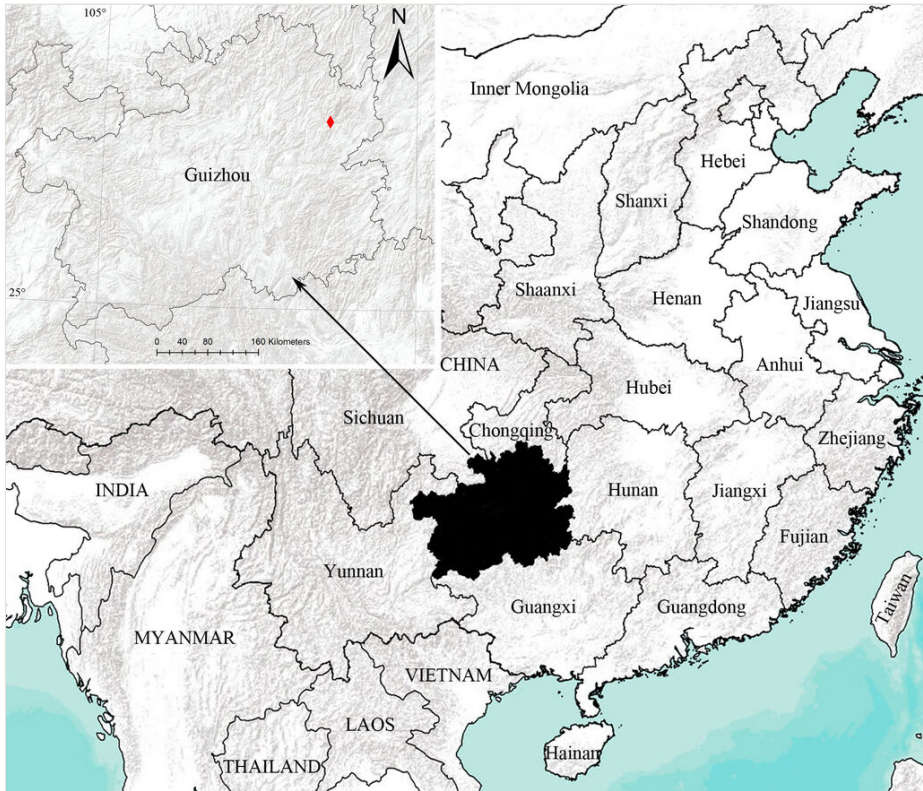 105°
N
Guizhou
25°
0 40 80 160 Kilometers
Inner Mongolia
Hebei
Shanxi
Shandong
Shaanxi
Henan
Jiangsu
CHINA
Anhui
Hubei
Sichuan
Chongqing
Zhejiang
INDIA
Hunan
Jiangxi
Fujian
Yunnan
Guangxi
Guangdong
Taiwan
MYANMAR
VIETNAM
LAOS
Hainan
THAILAND